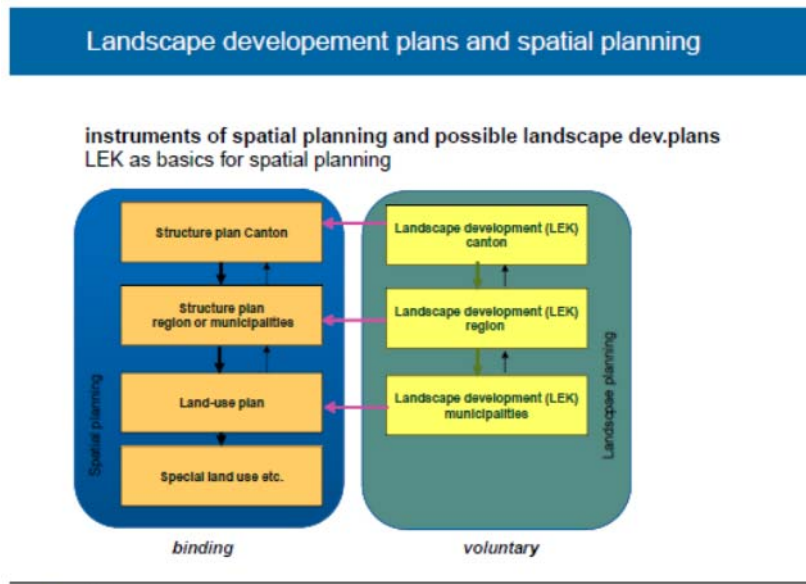 Landscape developement plans and spatial planning
instruments of spatial planning and possible landscape dev.plans
LEK as basics for spatial planning
Structure plan Canton
Structure plan
region or municipalities
Land-use plan
Special land use etc.
Spatial planning
binding
Landscape development (LEK)
canton
Landscape development (LEK)
region
Landscape development (LEK)
municipalities
Landscpae planning
voluntary